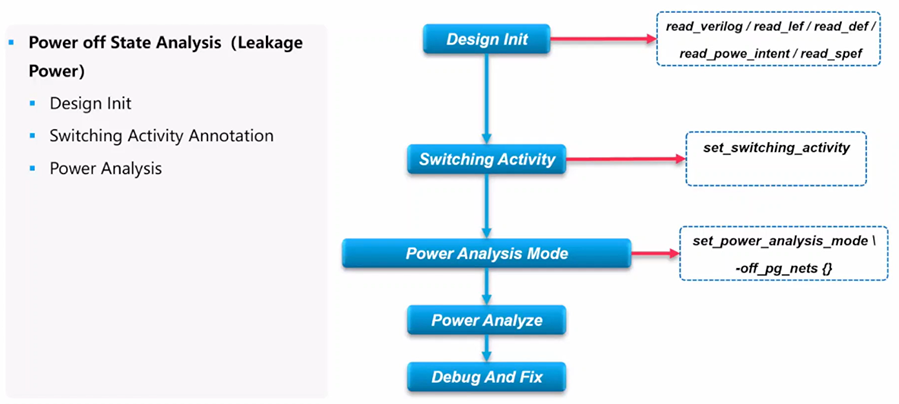 Power off State Analysis（Leakage
Power）
Design Init
Switching Activity Annotation
Power Analysis
Design Init
read_verilog / read_lef / read_def /
read_powe_intent / read_spef
Switching Activity
set_switching_activity
Power Analysis Mode
set_power_analysis_mode \
-off_pg_nets {}
Power Analyze
Debug And Fix